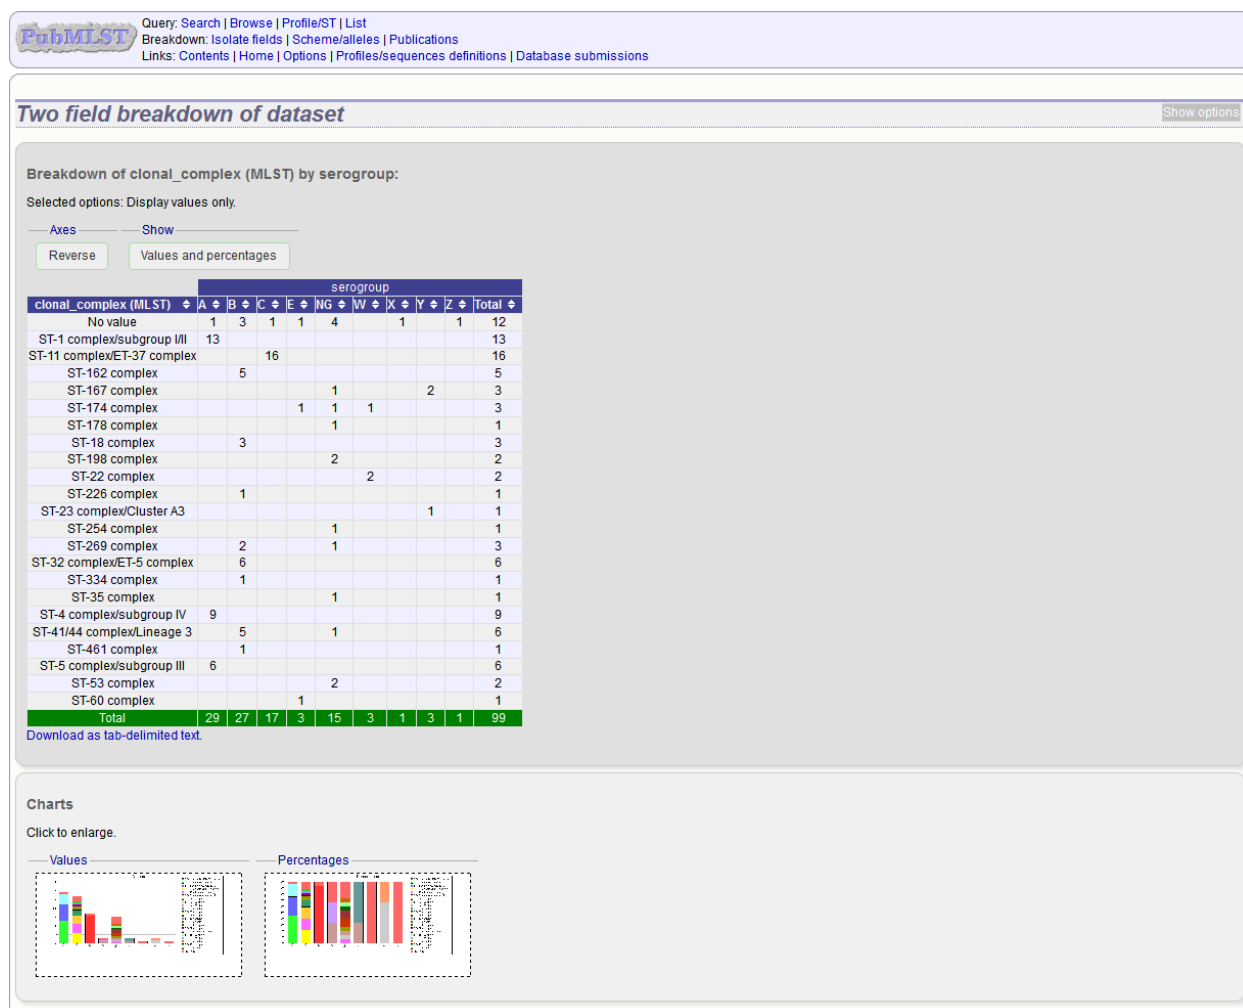 PubMLST
Query: Search | Browse | Profile/ST | List
Breakdown: Isolate fields | Scheme/alleles | Publications
Links: Contents | Home | Options | Profiles/sequences definitions | Database submissions
Two field breakdown of dataset
Show options
Breakdown of clonal_complex (MLST) by serogroup:
Selected options: Display values only.
Axes Show
Reverse Values and percentages
serogroup
clonal_complex (MLST) A B C E NG W X Y Z Total
No value 1 3 1 1 4 1 1 12
ST-1 complex/subgroup I/II 13 13
ST-11 complex/ET-37 complex 16 16
ST-162 complex 5 5
ST-167 complex 1 2 3
ST-174 complex 1 1 1 3
ST-178 complex 1 1
ST-18 complex 3 3
ST-198 complex 2 2
ST-22 complex 2 2
ST-226 complex 1 1
ST-23 complex/Cluster A3 1 1
ST-254 complex 1 1
ST-269 complex 2 1 3
ST-32 complex/ET-5 complex 6 6
ST-334 complex 1 1
ST-35 complex 1 1
ST-4 complex/subgroup IV 9 9
ST-41/44 complex/Lineage 3 5 1 6
ST-461 complex 1 1
ST-5 complex/subgroup III 6 6
ST-53 complex 2 2
ST-60 complex 1 1
Total 29 27 17 3 15 3 1 3 1 99
Download as tab-delimited text.
Charts
Click to enlarge.
Values Percentages